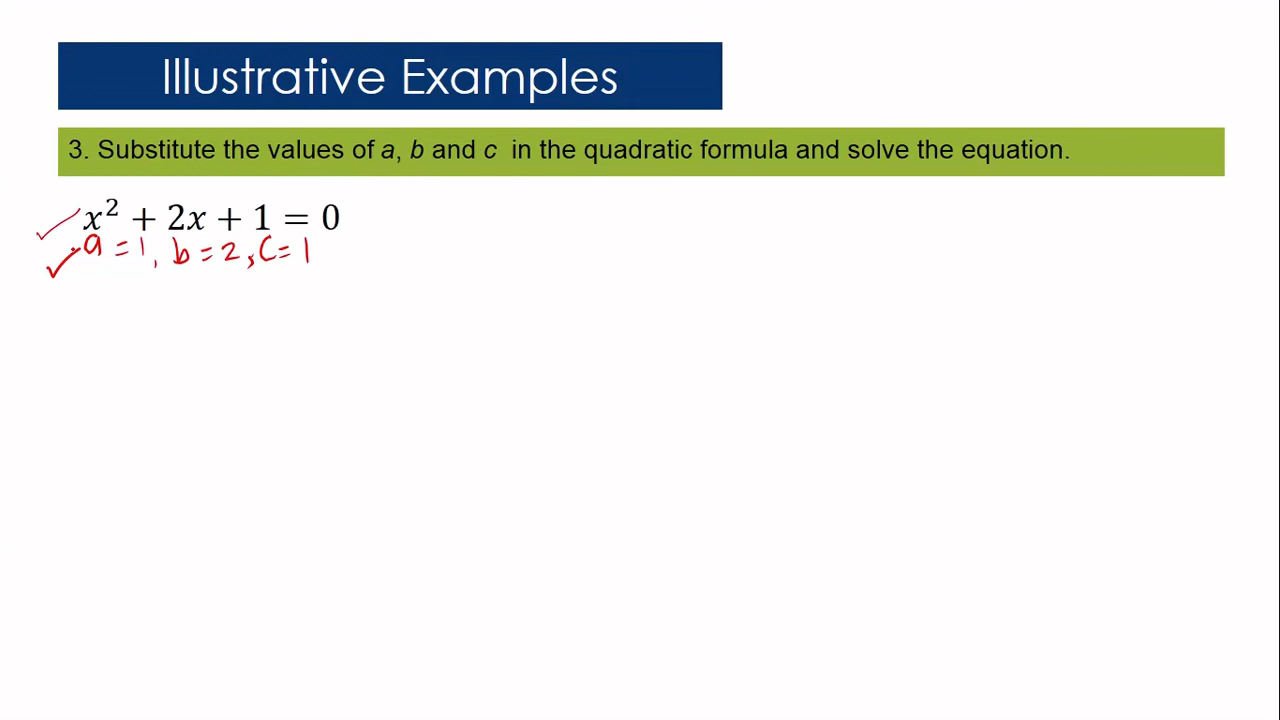 Illustrative Examples
3. Substitute the values of a, b and c in the quadratic formula and solve the equation.
x² + 2x + 1 = 0
a = 1, b = 2, c = 1